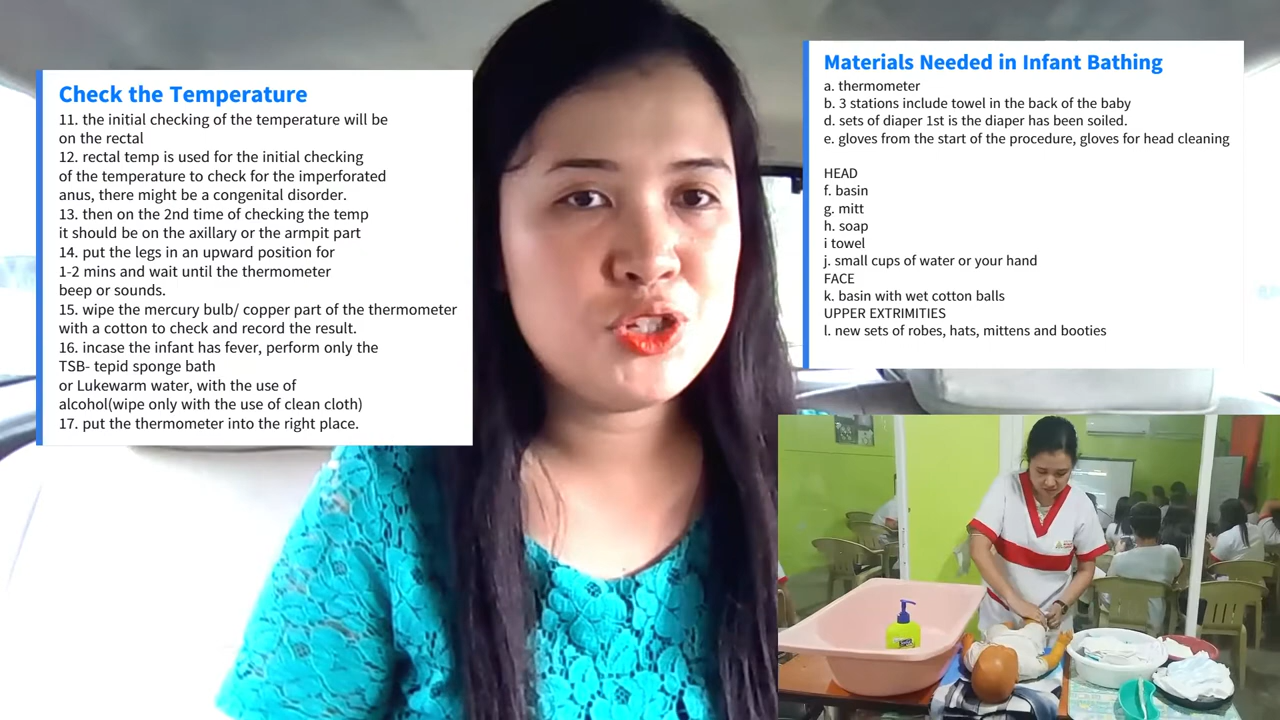 Check the Temperature
11. the initial checking of the temperature will be
on the rectal
12. rectal temp is used for the initial checking
of the temperature to check for the imperforated
anus, there might be a congenital disorder.
13. then on the 2nd time of checking the temp
it should be on the axillary or the armpit part
14. put the legs in an upward position for
1-2 mins and wait until the thermometer
beep or sounds.
15. wipe the mercury bulb/ copper part of the thermometer
with a cotton to check and record the result.
16. incase the infant has fever, perform only the
TSB- tepid sponge bath
or Lukewarm water, with the use of
alcohol(wipe only with the use of clean cloth)
17. put the thermometer into the right place.
Materials Needed in Infant Bathing
a. thermometer
b. 3 stations include towel in the back of the baby
d. sets of diaper 1st is the diaper has been soiled.
e. gloves from the start of the procedure, gloves for head cleaning
HEAD
f. basin
g. mitt
h. soap
i towel
j. small cups of water or your hand
FACE
k. basin with wet cotton balls
UPPER EXTRIMITIES
l. new sets of robes, hats, mittens and booties